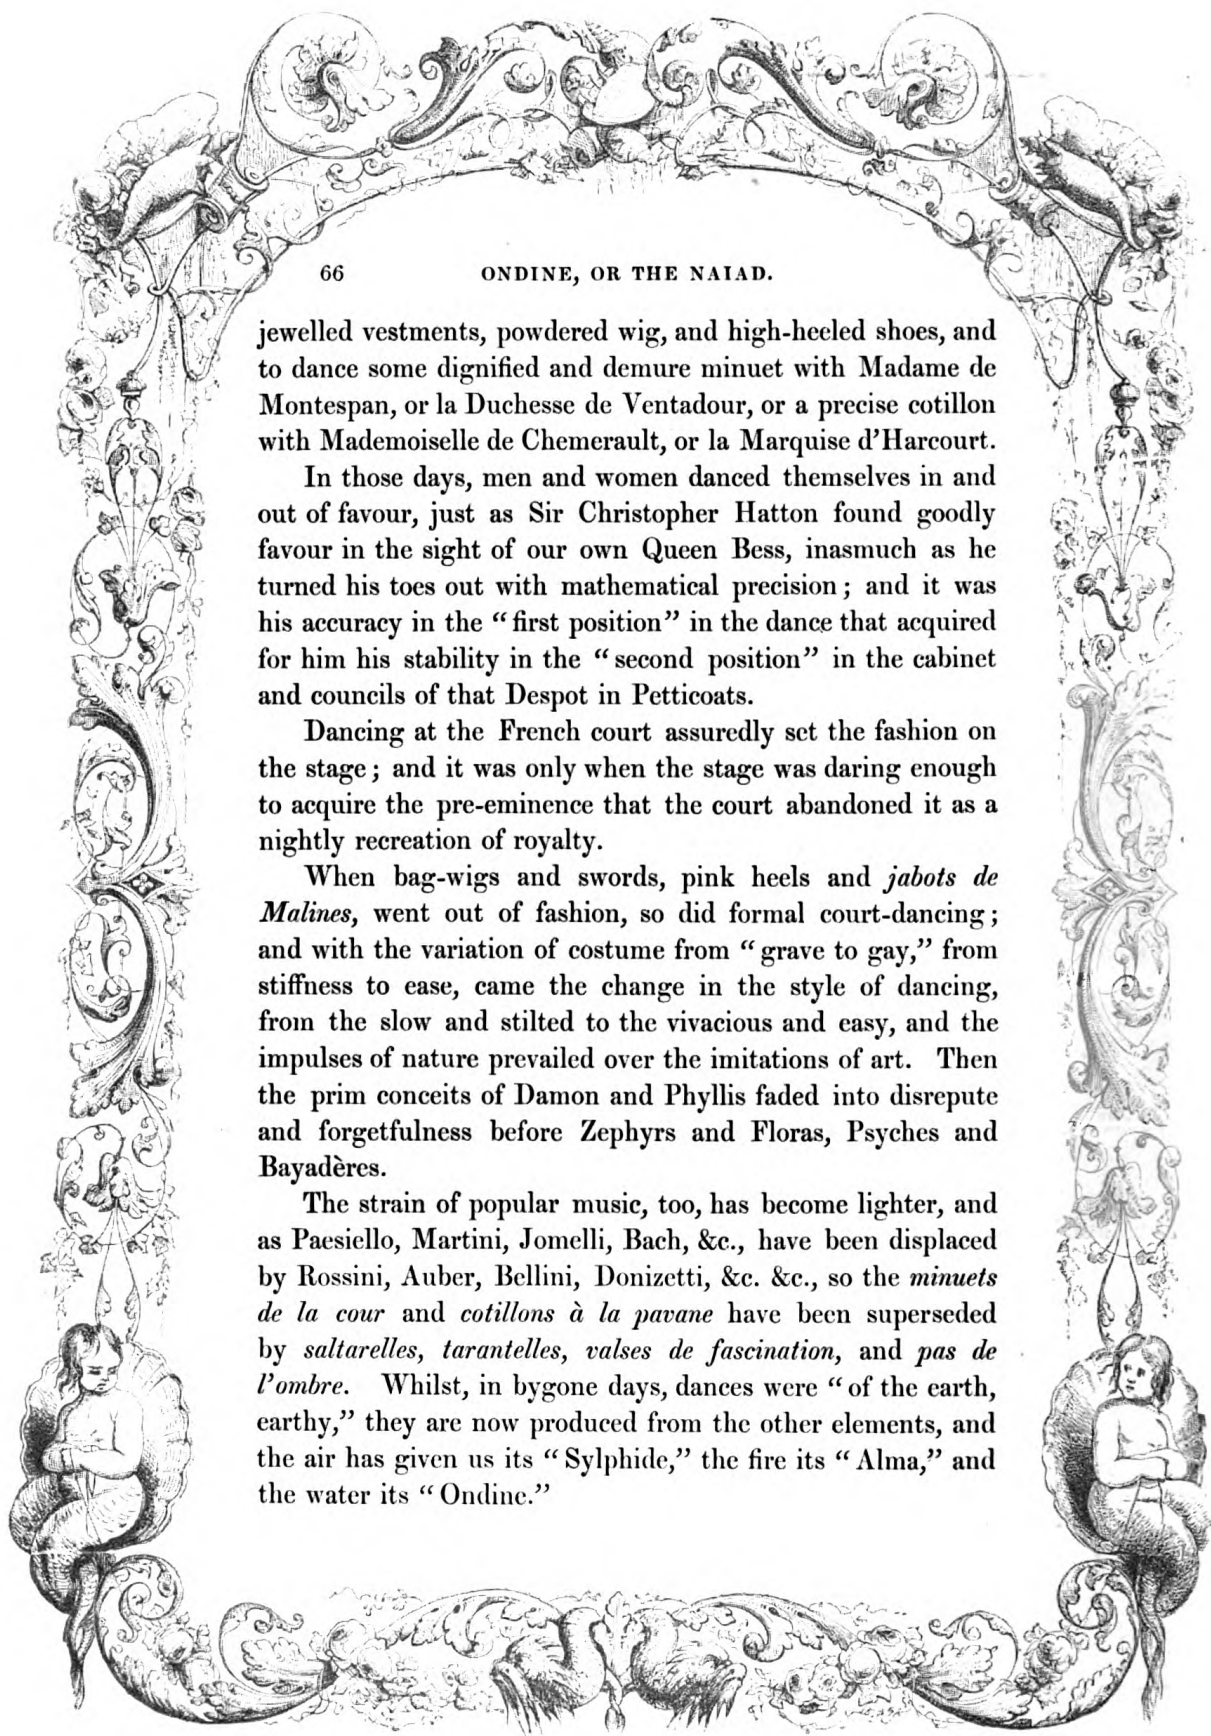 66 ONDINE, OR THE NAIAD.
jewelled vestments, powdered wig, and high-heeled shoes, and
to dance some dignified and demure minuet with Madame de
Montespan, or la Duchesse de Ventadour, or a precise cotillon
with Mademoiselle de Chemerault, or la Marquise d'Harcourt.
In those days, men and women danced themselves in and
out of favour, just as Sir Christopher Hatton found goodly
favour in the sight of our own Queen Bess, inasmuch as he
turned his toes out with mathematical precision; and it was
his accuracy in the “first position” in the dance that acquired
for him his stability in the “second position” in the cabinet
and councils of that Despot in Petticoats.
Dancing at the French court assuredly set the fashion on
the stage; and it was only when the stage was daring enough
to acquire the pre-eminence that the court abandoned it as a
nightly recreation of royalty.
When bag-wigs and swords, pink heels and jabots de
Malines, went out of fashion, so did formal court-dancing;
and with the variation of costume from “grave to gay,” from
stiffness to ease, came the change in the style of dancing,
from the slow and stilted to the vivacious and easy, and the
impulses of nature prevailed over the imitations of art. Then
the prim conceits of Damon and Phyllis faded into disrepute
and forgetfulness before Zephyrs and Floras, Psyches and
Bayadères.
The strain of popular music, too, has become lighter, and
as Paesiello, Martini, Jomelli, Bach, &c., have been displaced
by Rossini, Auber, Bellini, Donizetti, &c. &c., so the minuets
de la cour and cotillons à la pavane have been superseded
by saltarelles, tarantelles, valses de fascination, and pas de
l'ombre. Whilst, in bygone days, dances were “of the earth,
earthy,” they are now produced from the other elements, and
the air has given us its “Sylphide,” the fire its “Alma,” and
the water its “Ondine.”